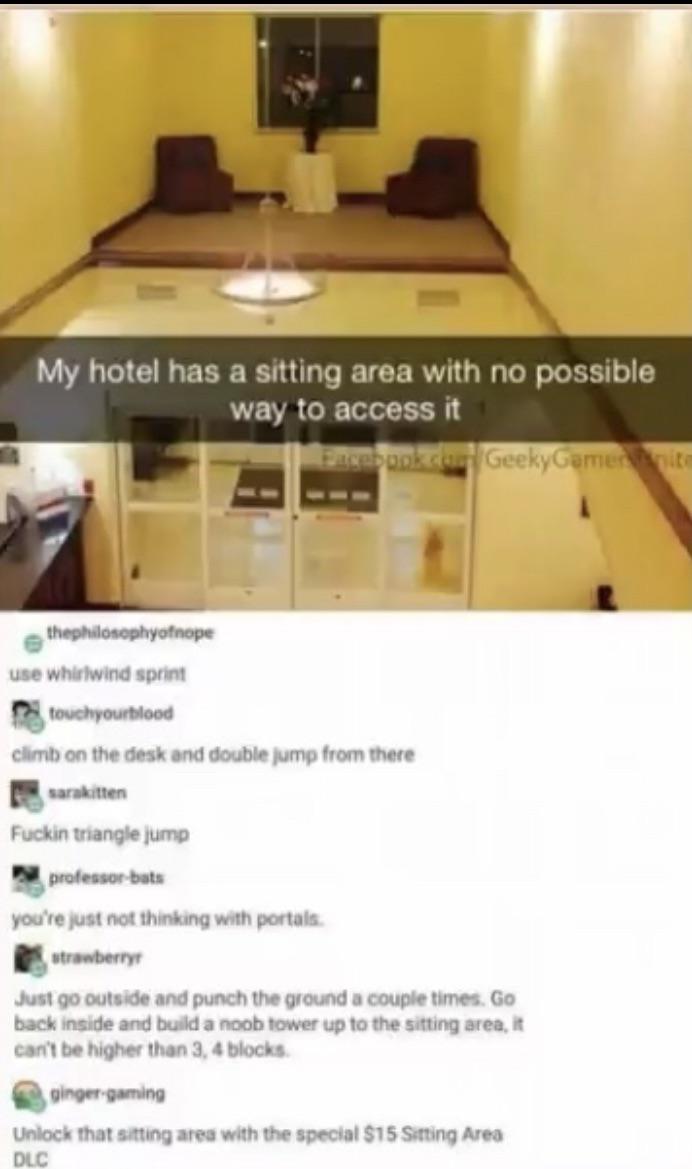 My hotel has a sitting area with no possible
way to access it
Facebook.com/GeekyGamersUnite
thephilosophyofnope
use whirlwind sprint
touchyourblood
climb on the desk and double jump from there
sarakitten
Fuckin triangle jump
professor-bats
you're just not thinking with portals.
strawberryr
Just go outside and punch the ground a couple times. Go
back inside and build a noob tower up to the sitting area, it
can't be higher than 3, 4 blocks.
ginger-gaming
Unlock that sitting area with the special $15 Sitting Area
DLC